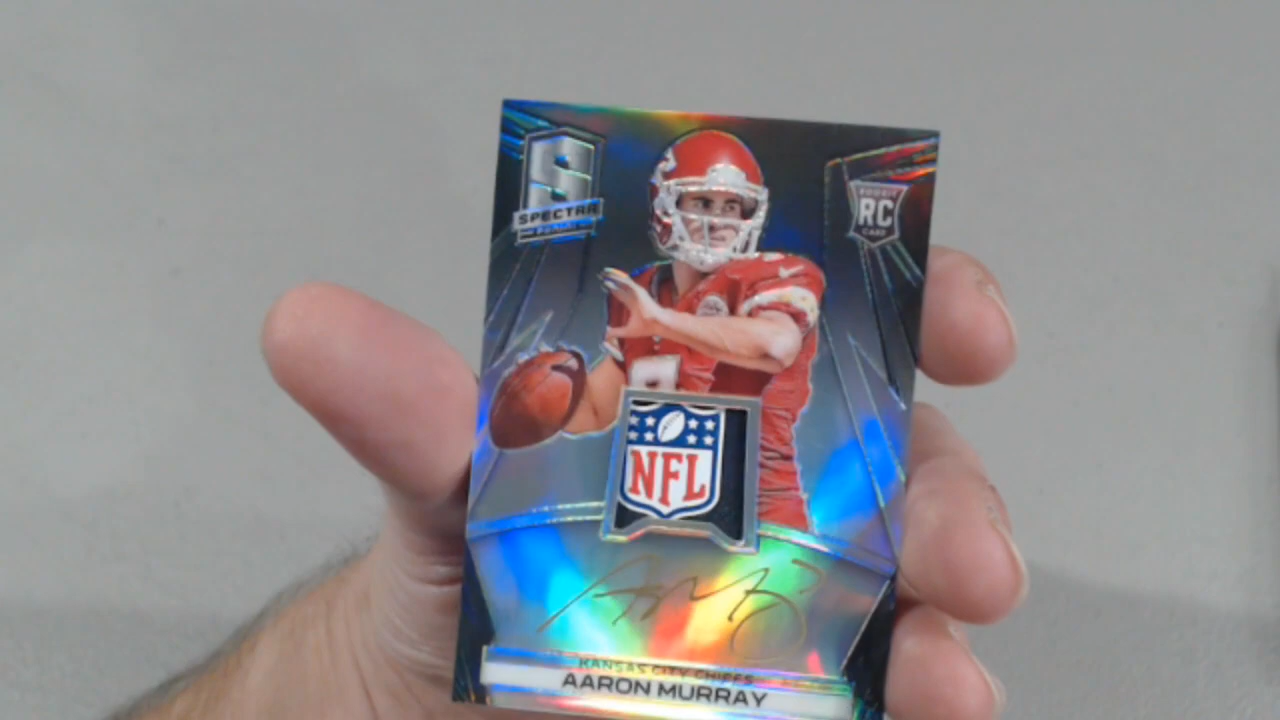 SPECTRA
PANINI
ROOKIE
RC
CARD
NFL
KANSAS CITY CHIEFS
AARON MURRAY